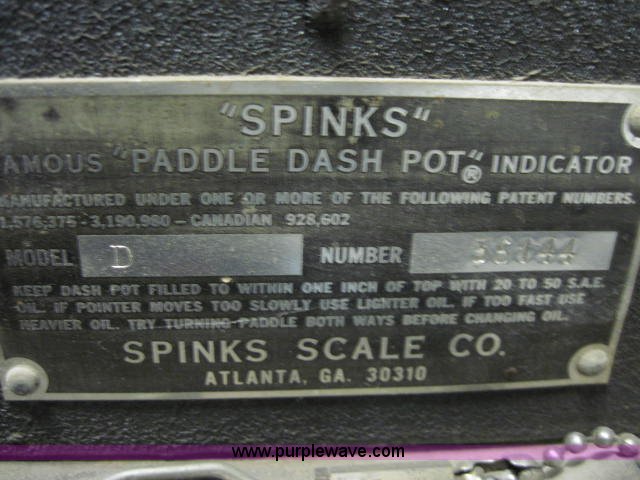 "SPINKS"
AMOUS "PADDLE DASH POT"® INDICATOR
MANUFACTURED UNDER ONE OR MORE OF THE FOLLOWING PATENT NUMBERS.
1,576,375-3,190,980-CANADIAN 928,602
MODEL D NUMBER
KEEP DASH POT FILLED TO WITHIN ONE INCH OF TOP WITH 20 TO 50 S.A.E.
OIL. IF POINTER MOVES TOO SLOWLY USE LIGHTER OIL. IF TOO FAST USE
HEAVIER OIL. TRY TURNING PADDLE BOTH WAYS BEFORE CHANGING OIL.
SPINKS SCALE CO.
ATLANTA, GA. 30310
www.purplewave.com